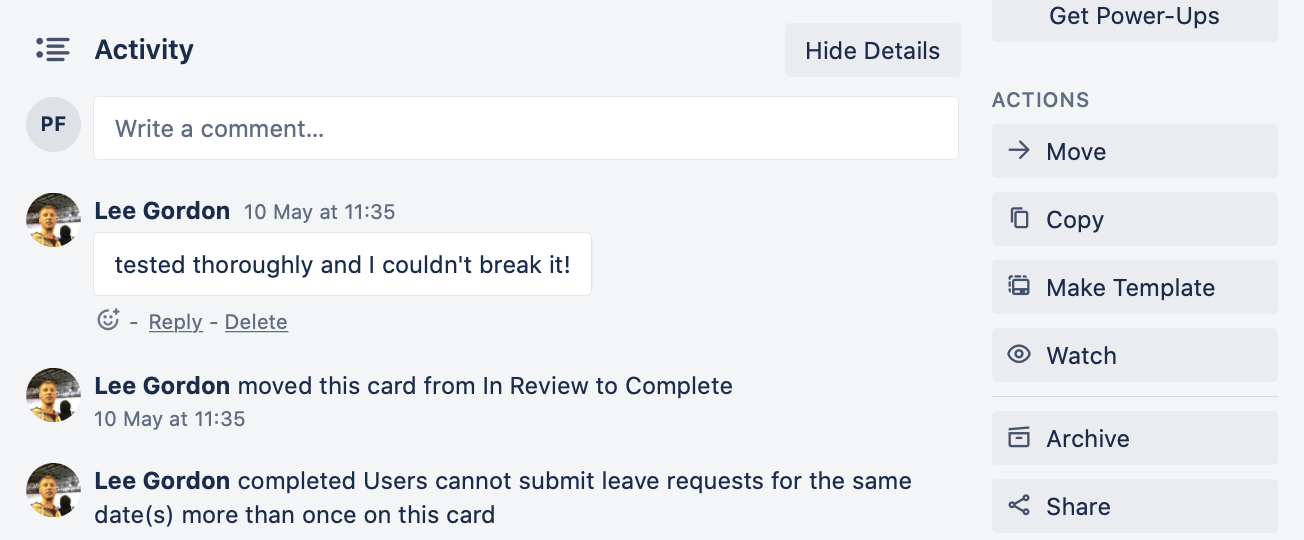 Activity
Hide Details
PF
Write a comment...
Lee Gordon 10 May at 11:35
tested thoroughly and I couldn't break it!
- Reply - Delete
Lee Gordon moved this card from In Review to Complete
10 May at 11:35
Lee Gordon completed Users cannot submit leave requests for the same
date(s) more than once on this card
Get Power-Ups
ACTIONS
Move
Copy
Make Template
Watch
Archive
Share